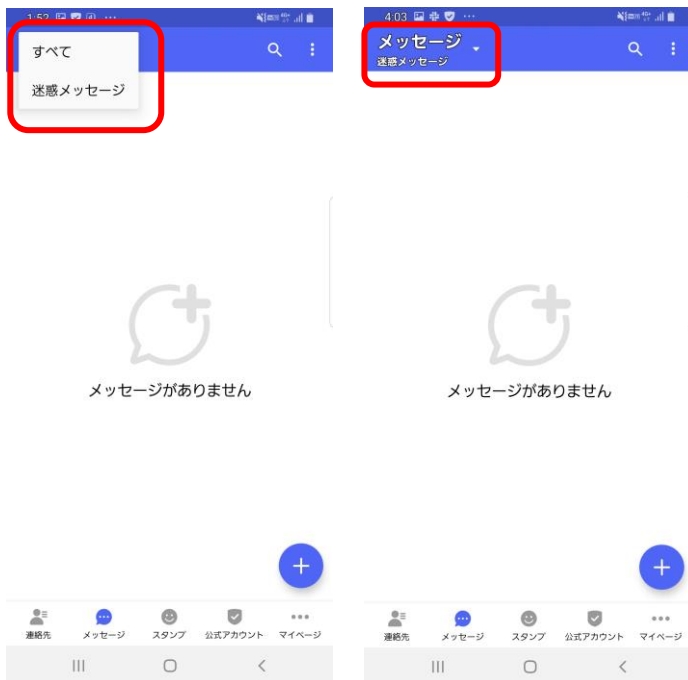 1:52
すべて
迷惑メッセージ
メッセージがありません
連絡先
メッセージ
スタンプ
公式アカウント
マイページ
4:03
メッセージ
迷惑メッセージ
メッセージがありません
連絡先
メッセージ
スタンプ
公式アカウント
マイページ